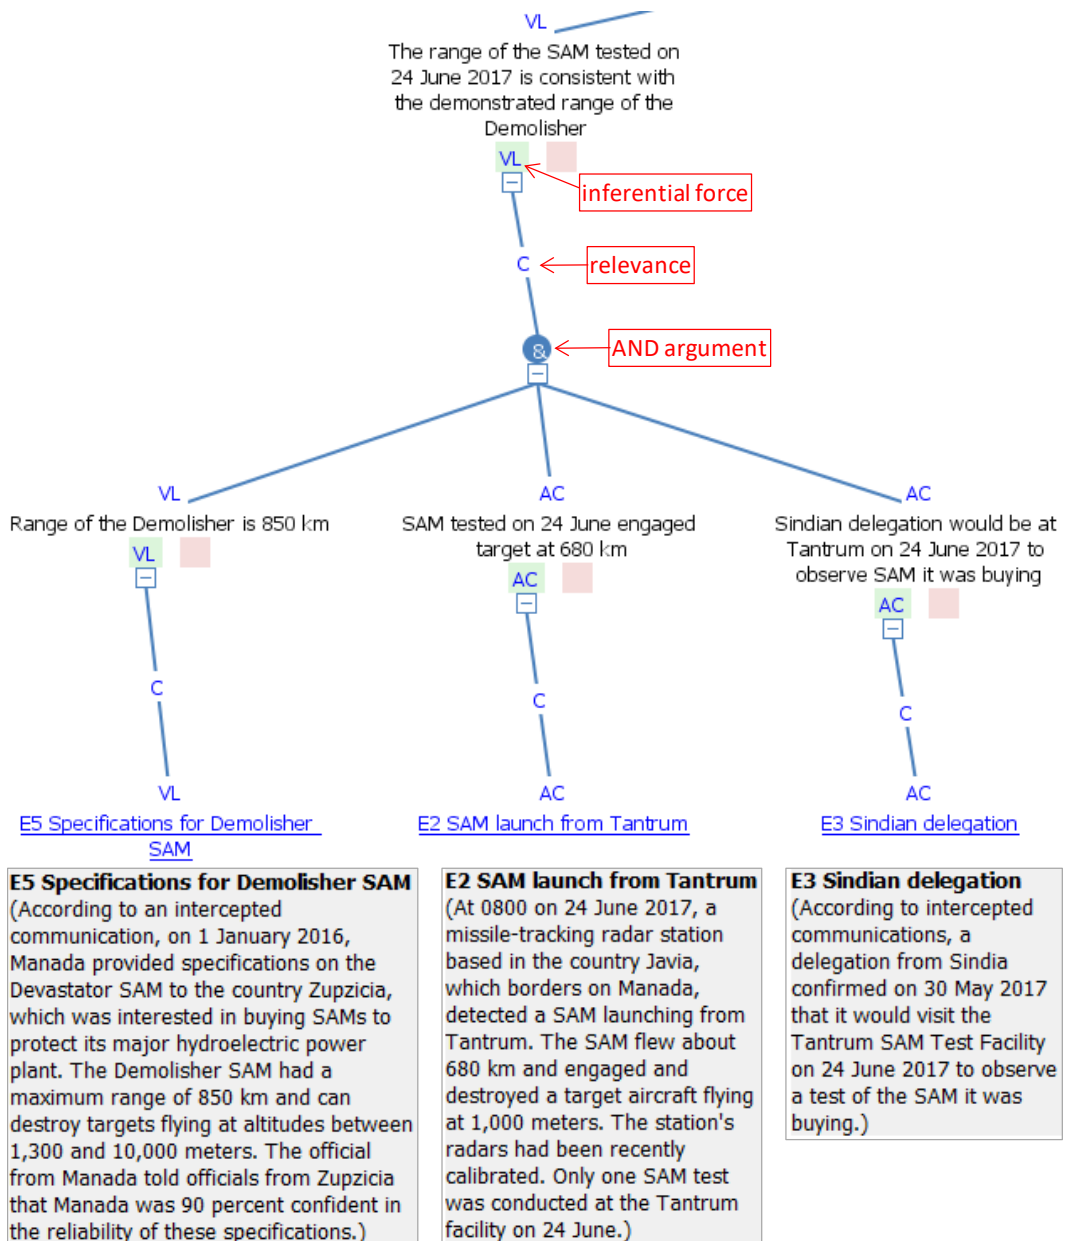 VL
The range of the SAM tested on
24 June 2017 is consistent with
the demonstrated range of the
Demolisher
VL
inferential force
C
relevance
&
AND argument
VL
Range of the Demolisher is 850 km
VL
C
VL
E5 Specifications for Demolisher
SAM
AC
SAM tested on 24 June engaged
target at 680 km
AC
C
AC
E2 SAM launch from Tantrum
AC
Sindian delegation would be at
Tantrum on 24 June 2017 to
observe SAM it was buying
AC
C
AC
E3 Sindian delegation
E5 Specifications for Demolisher SAM
(According to an intercepted
communication, on 1 January 2016,
Manada provided specifications on the
Devastator SAM to the country Zupzicia,
which was interested in buying SAMs to
protect its major hydroelectric power
plant. The Demolisher SAM had a
maximum range of 850 km and can
destroy targets flying at altitudes between
1,300 and 10,000 meters. The official
from Manada told officials from Zupzicia
that Manada was 90 percent confident in
the reliability of these specifications.)
E2 SAM launch from Tantrum
(At 0800 on 24 June 2017, a
missile-tracking radar station
based in the country Javia,
which borders on Manada,
detected a SAM launching from
Tantrum. The SAM flew about
680 km and engaged and
destroyed a target aircraft flying
at 1,000 meters. The station's
radars had been recently
calibrated. Only one SAM test
was conducted at the Tantrum
facility on 24 June.)
E3 Sindian delegation
(According to intercepted
communications, a
delegation from Sindia
confirmed on 30 May 2017
that it would visit the
Tantrum SAM Test Facility
on 24 June 2017 to observe
a test of the SAM it was
buying.)